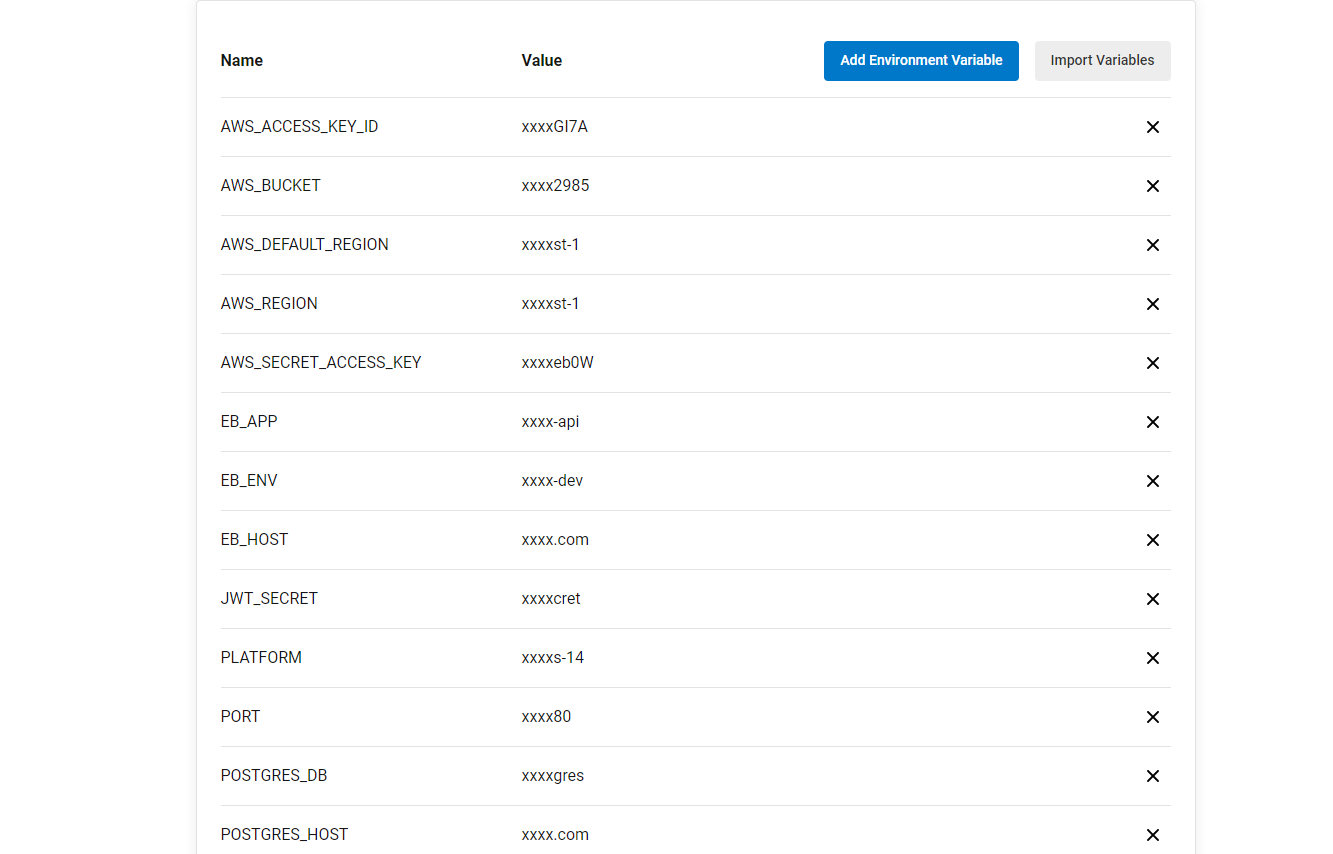 Name Value Add Environment Variable Import Variables
AWS_ACCESS_KEY_ID xxxxGI7A
AWS_BUCKET xxxx2985
AWS_DEFAULT_REGION xxxxst-1
AWS_REGION xxxxst-1
AWS_SECRET_ACCESS_KEY xxxxeb0W
EB_APP xxxx-api
EB_ENV xxxx-dev
EB_HOST xxxx.com
JWT_SECRET xxxxcret
PLATFORM xxxxs-14
PORT xxxx80
POSTGRES_DB xxxxgres
POSTGRES_HOST xxxx.com